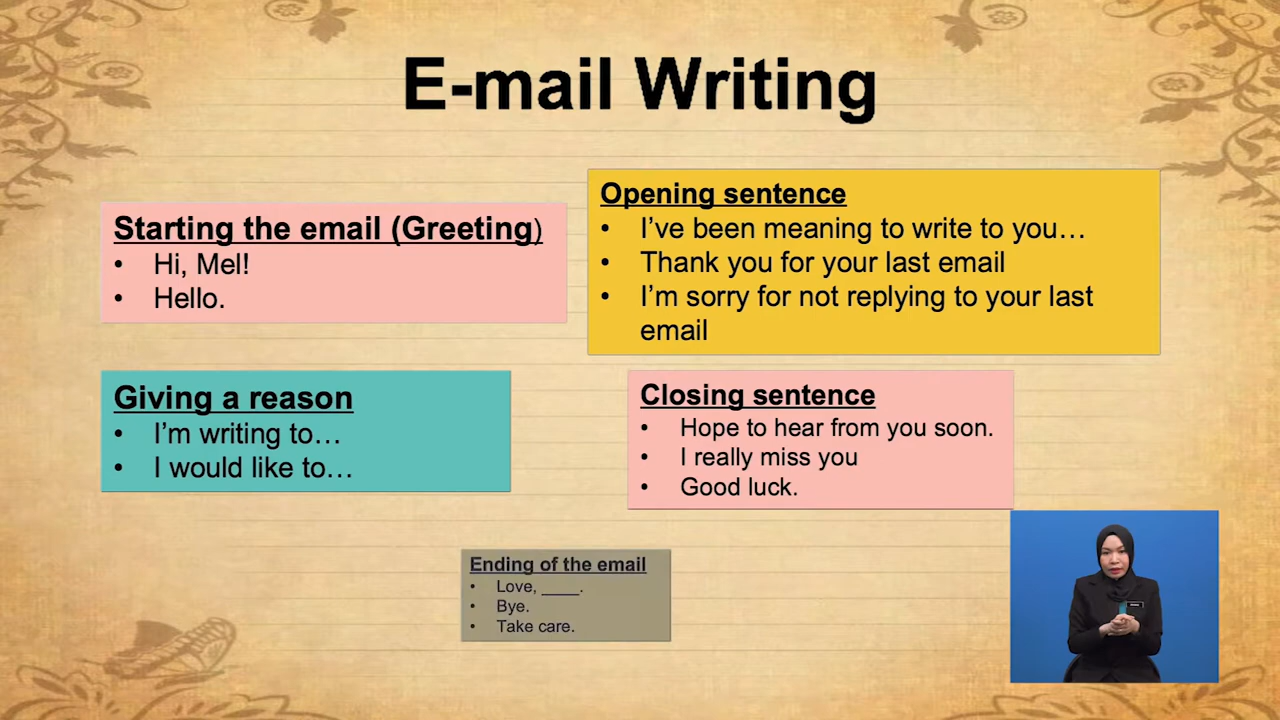 E-mail Writing
Starting the email (Greeting)
• Hi, Mel!
• Hello.
Opening sentence
• I’ve been meaning to write to you…
• Thank you for your last email
• I’m sorry for not replying to your last
email
Giving a reason
• I’m writing to…
• I would like to…
Closing sentence
• Hope to hear from you soon.
• I really miss you
• Good luck.
Ending of the email
• Love, ____.
• Bye.
• Take care.